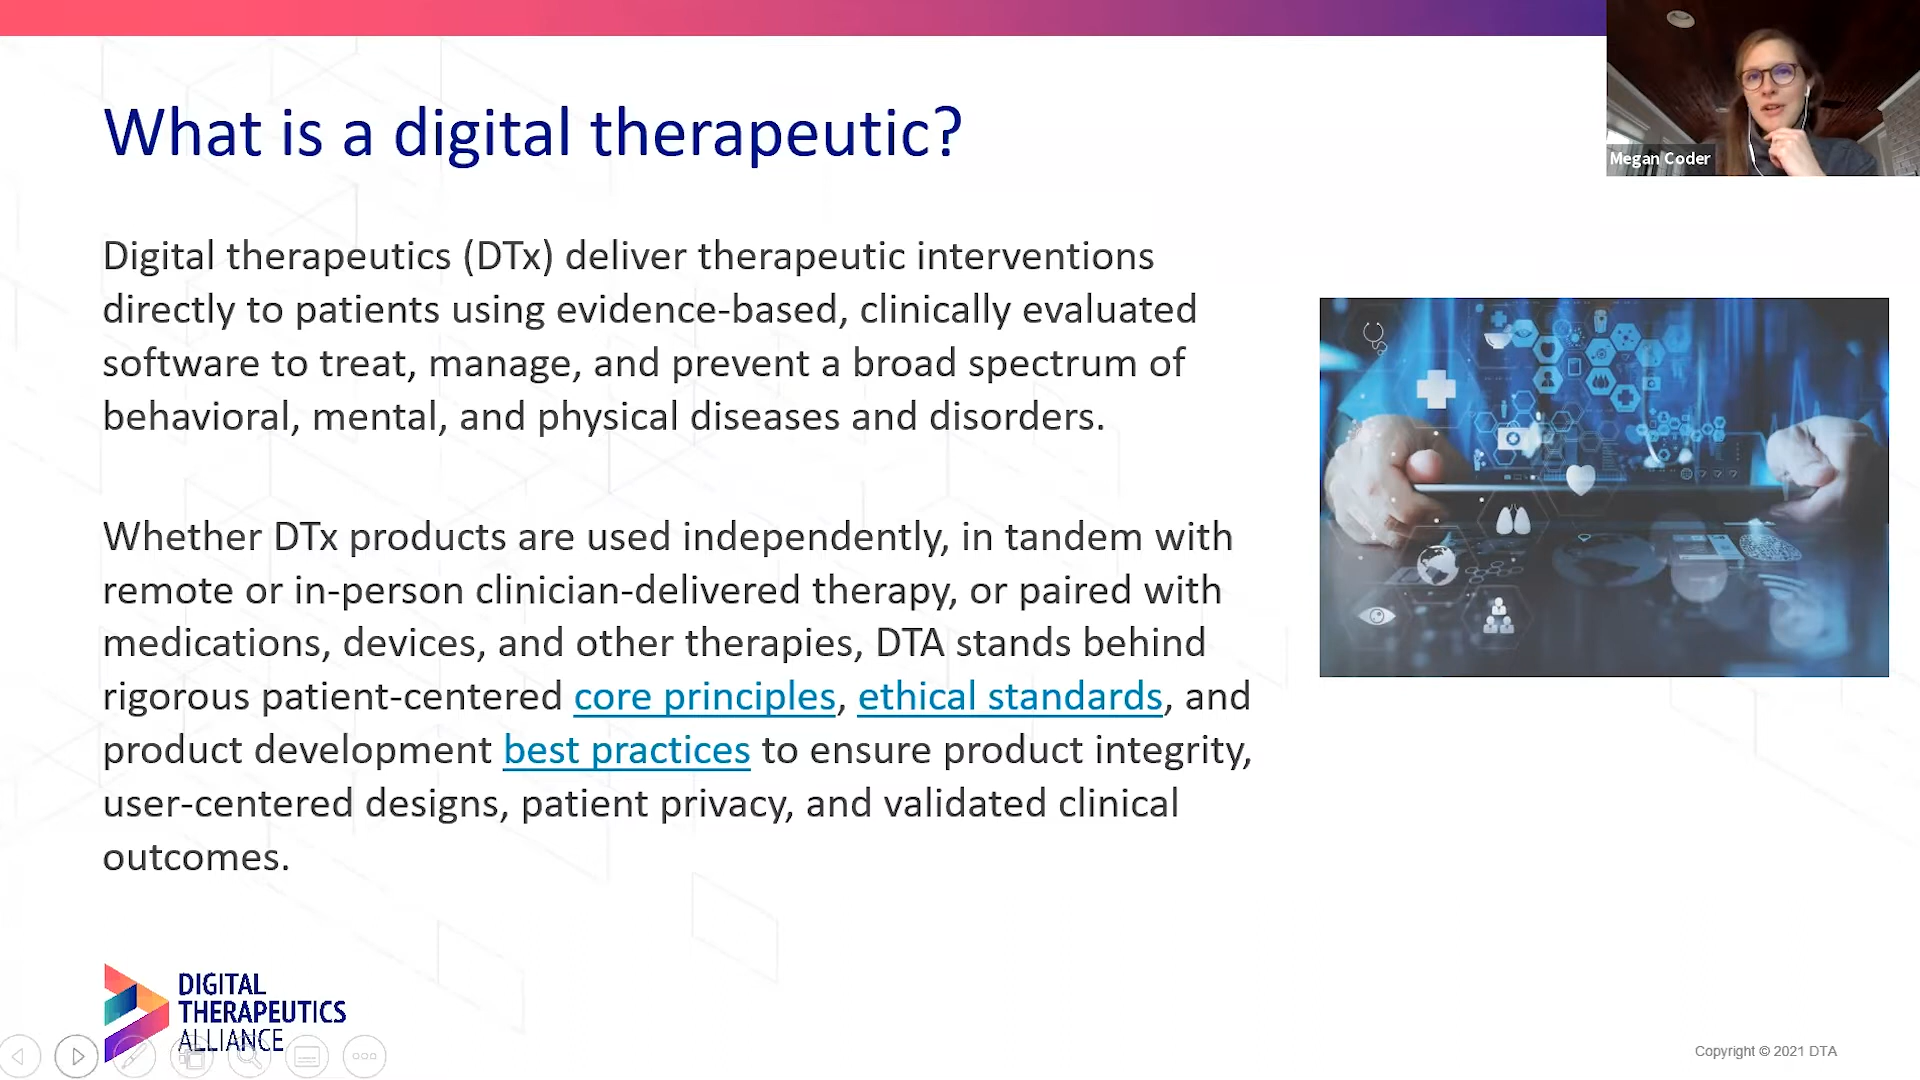 What is a digital therapeutic?
Megan Coder
Digital therapeutics (DTx) deliver therapeutic interventions
directly to patients using evidence-based, clinically evaluated
software to treat, manage, and prevent a broad spectrum of
behavioral, mental, and physical diseases and disorders.
Whether DTx products are used independently, in tandem with
remote or in-person clinician-delivered therapy, or paired with
medications, devices, and other therapies, DTA stands behind
rigorous patient-centered core principles, ethical standards, and
product development best practices to ensure product integrity,
user-centered designs, patient privacy, and validated clinical
outcomes.
DIGITAL
THERAPEUTICS
ALLIANCE
Copyright © 2021 DTA